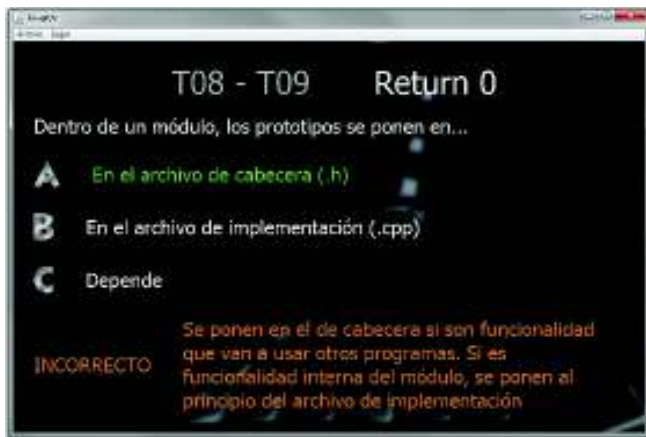 T08 - T09 Return 0
Dentro de un módulo, los prototipos se ponen en...
A En el archivo de cabecera (.h)
B En el archivo de implementación (.cpp)
C Depende
INCORRECTO
Se ponen en el de cabecera si son funcionalidad
que van a usar otros programas. Si es
funcionalidad interna del módulo, se ponen al
principio del archivo de implementación